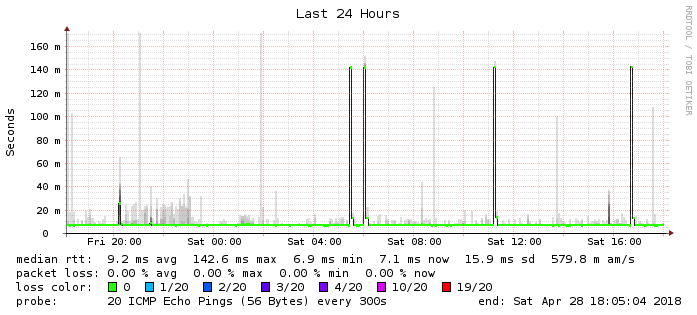 Last 24 Hours
RRDTOOL / TOBI OETIKER
Seconds
160 m
140 m
120 m
100 m
80 m
60 m
40 m
20 m
0
Fri 20:00 Sat 00:00 Sat 04:00 Sat 08:00 Sat 12:00 Sat 16:00
median rtt: 9.2 ms avg 142.6 ms max 6.9 ms min 7.1 ms now 15.9 ms sd 579.8 m am/s
packet loss: 0.00 % avg 0.00 % max 0.00 % min 0.00 % now
loss color: 0 1/20 2/20 3/20 4/20 10/20 19/20
probe: 20 ICMP Echo Pings (56 Bytes) every 300s end: Sat Apr 28 18:05:04 2018